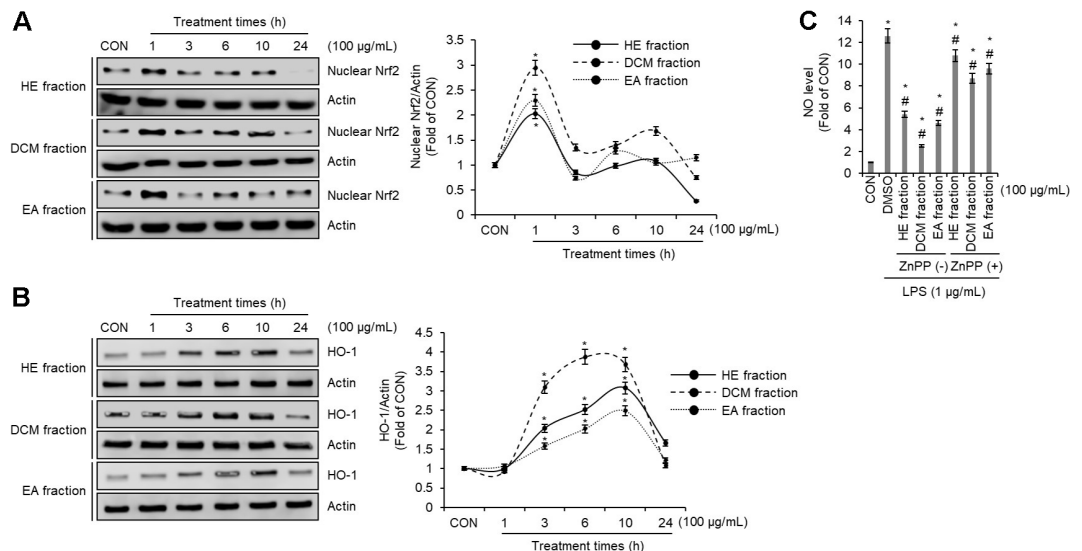 A
Treatment times (h)
CON 1 3 6 10 24 (100 µg/mL)
HE fraction
Nuclear Nrf2
Actin
DCM fraction
Nuclear Nrf2
Actin
EA fraction
Nuclear Nrf2
Actin
Nuclear Nrf2/Actin
(Fold of CON)
3.5
3
2.5
2
1.5
1
0.5
0
HE fraction
DCM fraction
EA fraction
*
*
*
CON 1 3 6 10 24 (100 µg/mL)
Treatment times (h)
B
Treatment times (h)
CON 1 3 6 10 24 (100 µg/mL)
HE fraction
HO-1
Actin
DCM fraction
HO-1
Actin
EA fraction
HO-1
Actin
HO-1/Actin
(Fold of CON)
4.5
4
3.5
3
2.5
2
1.5
1
0.5
0
HE fraction
DCM fraction
EA fraction
* * *
* * *
* * *
CON 1 3 6 10 24 (100 µg/mL)
Treatment times (h)
C
NO level
(Fold of CON)
14
12
10
8
6
4
2
0
*
* #
* #
* #
* #
* #
* #
CON
DMSO
HE fraction
DCM fraction
EA fraction
HE fraction
DCM fraction
EA fraction
(100 µg/mL)
ZnPP (-) ZnPP (+)
LPS (1 µg/mL)